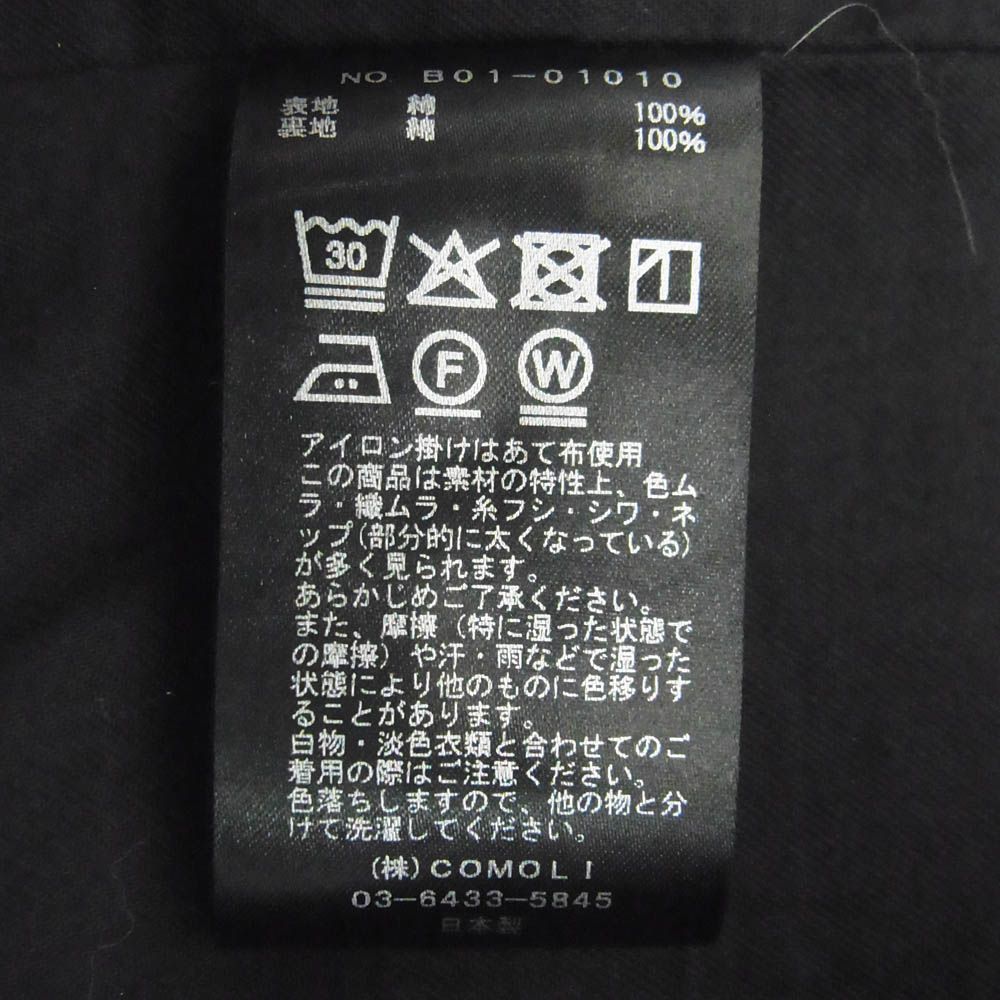 NO. B01-01010
表地 綿 100%
裏地 綿 100%
30
F
W
アイロン掛けはあて布使用
この商品は素材の特性上、色ム
ラ・織ムラ・糸フシ・シワ・ネ
ップ(部分的に太くなっている)
が多く見られます。
あらかじめご了承ください。
また、摩擦(特に湿った状態で
の摩擦)や汗・雨などで湿った
状態により他のものに色移りす
ることがあります。
白物・淡色衣類と合わせてのご
着用の際はご注意ください。
色落ちしますので、他の物と分
けて洗濯してください。
(株)COMOLI
03-6433-5845
日本製